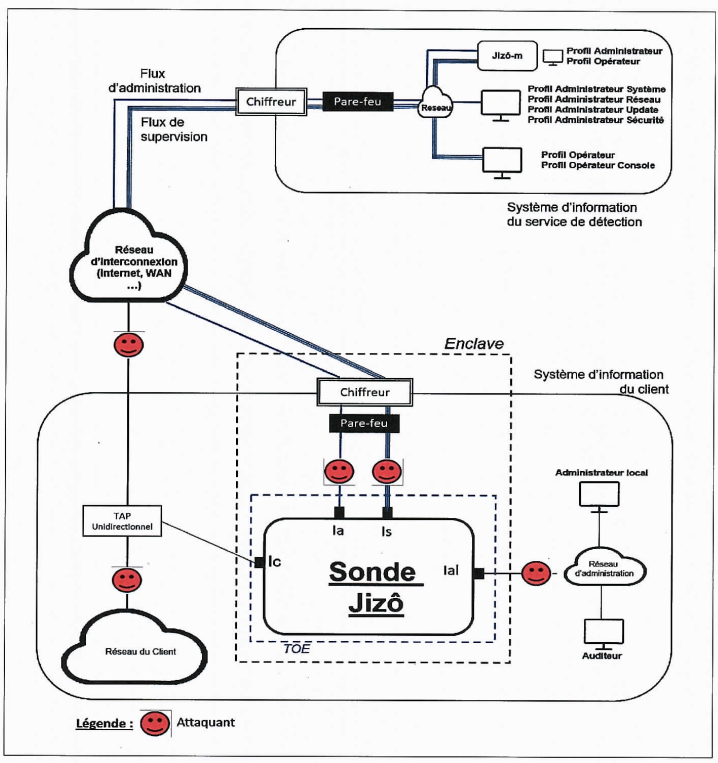 Flux
d'administration
Flux de
supervision
Chiffreur
Pare-feu
Réseau
Jizô-m
Profil Administrateur
Profil Opérateur
Profil Administrateur Système
Profil Administrateur Réseau
Profil Administrateur Update
Profil Administrateur Sécurité
Profil Opérateur
Profil Opérateur Console
Système d'information
du service de détection
Réseau
d'Interconnexion
(Internet, WAN
...)
Enclave
Système d'information
du client
Chiffreur
Pare-feu
Administrateur local
TAP
Unidirectionnel
Ia
Is
Ic
Ial
Sonde
Jizô
Réseau
d'administration
TOE
Réseau du Client
Auditeur
Légende :
Attaquant